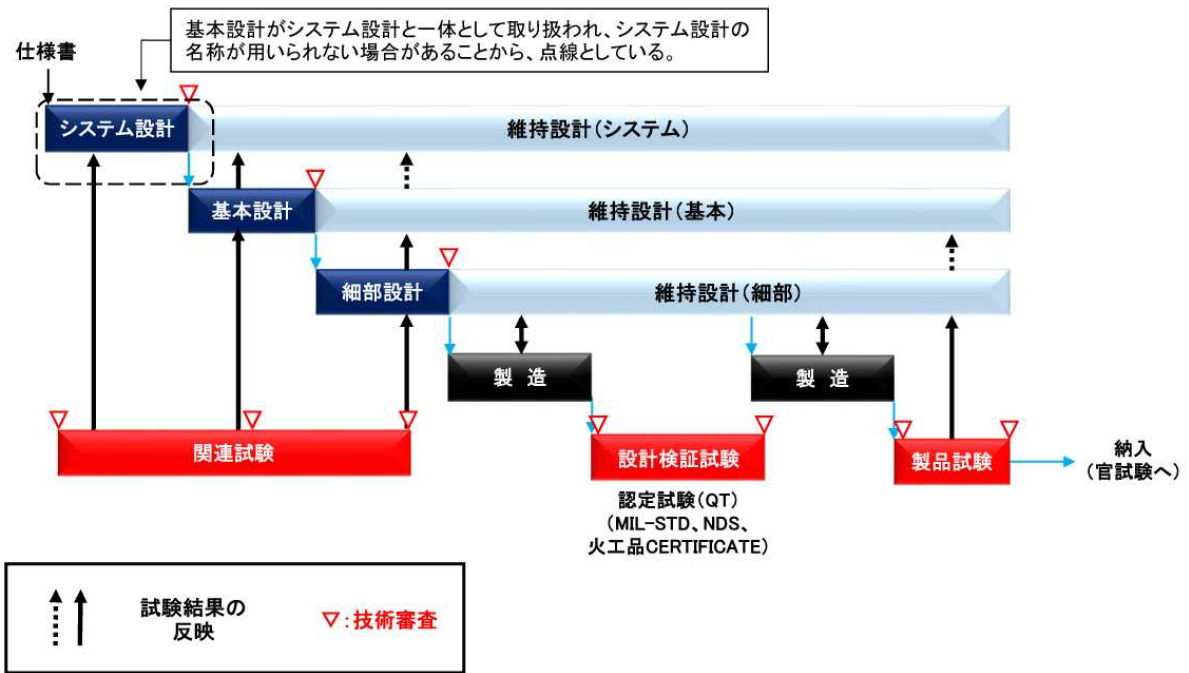 基本設計がシステム設計と一体として取り扱われ、システム設計の
名称が用いられない場合があることから、点線としている。
仕様書
システム設計
維持設計(システム)
基本設計
維持設計(基本)
細部設計
維持設計(細部)
製 造
製 造
関連試験
設計検証試験
製品試験
納入
(官試験へ)
認定試験(QT)
(MIL-STD、NDS、
火工品CERTIFICATE)
試験結果の
反映
▽:技術審査